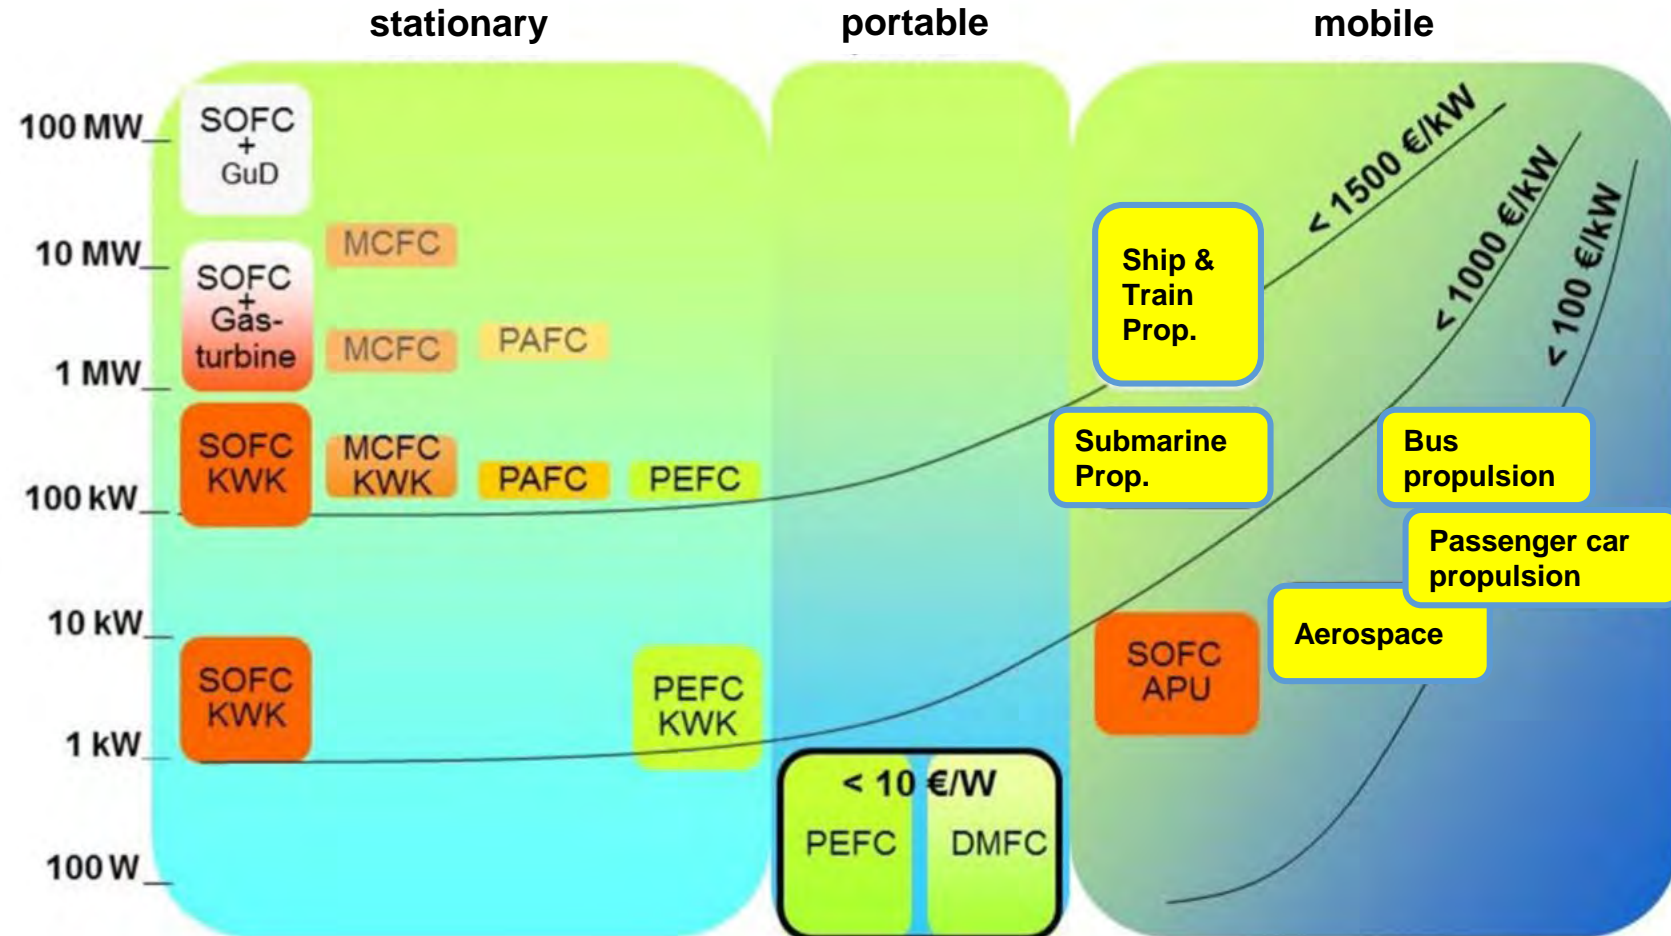 stationary
portable
mobile
100 MW
10 MW
1 MW
100 kW
10 kW
1 kW
100 W
SOFC
+
GuD
SOFC
+
Gas-
turbine
SOFC
KWK
SOFC
KWK
MCFC
MCFC
MCFC
KWK
PAFC
PAFC
PEFC
PEFC
KWK
< 10 €/W
PEFC
DMFC
Ship &
Train
Prop.
Submarine
Prop.
SOFC
APU
Aerospace
Bus
propulsion
Passenger car
propulsion
< 1500 €/kW
< 1000 €/kW
< 100 €/kW